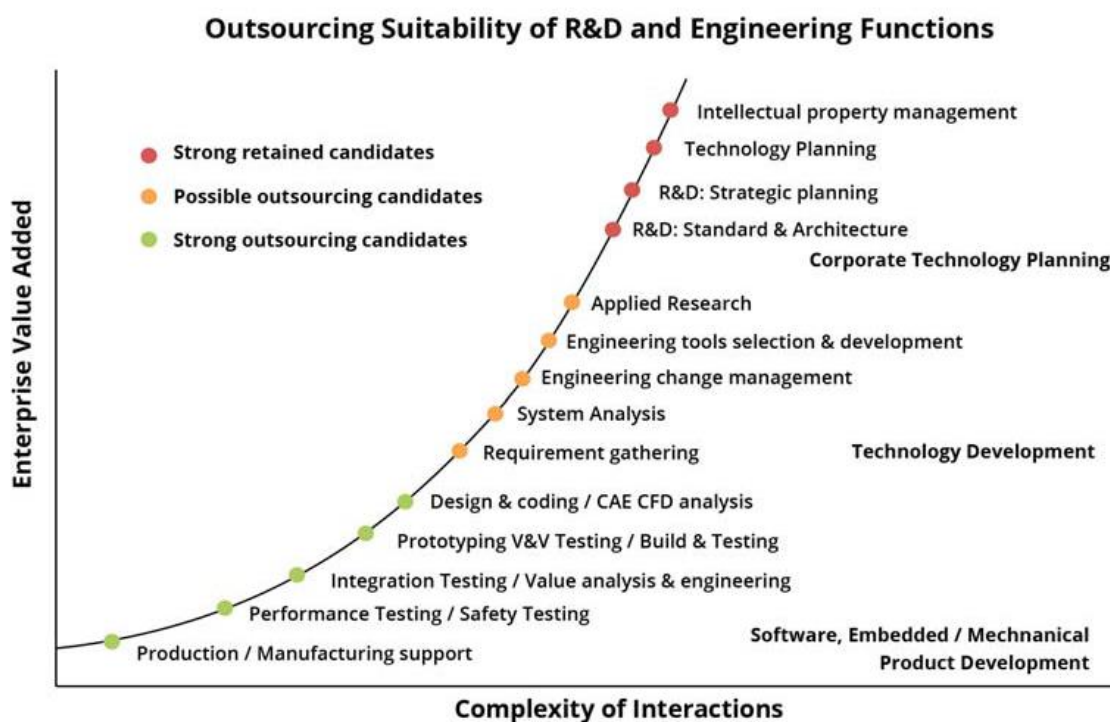 Outsourcing Suitability of R&D and Engineering Functions
Strong retained candidates
Possible outsourcing candidates
Strong outsourcing candidates
Intellectual property management
Technology Planning
R&D: Strategic planning
R&D: Standard & Architecture
Corporate Technology Planning
Applied Research
Engineering tools selection & development
Engineering change management
System Analysis
Requirement gathering
Technology Development
Design & coding / CAE CFD analysis
Prototyping V&V Testing / Build & Testing
Integration Testing / Value analysis & engineering
Performance Testing / Safety Testing
Production / Manufacturing support
Software, Embedded / Mechnanical
Product Development
Enterprise Value Added
Complexity of Interactions